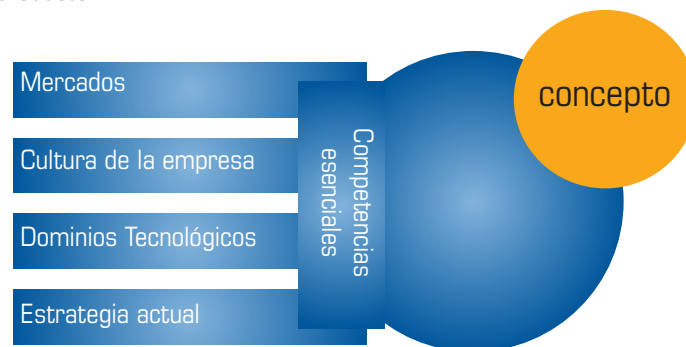 Mercados
Cultura de la empresa
Dominios Tecnológicos
Estrategia actual
Competencias
esenciales
concepto